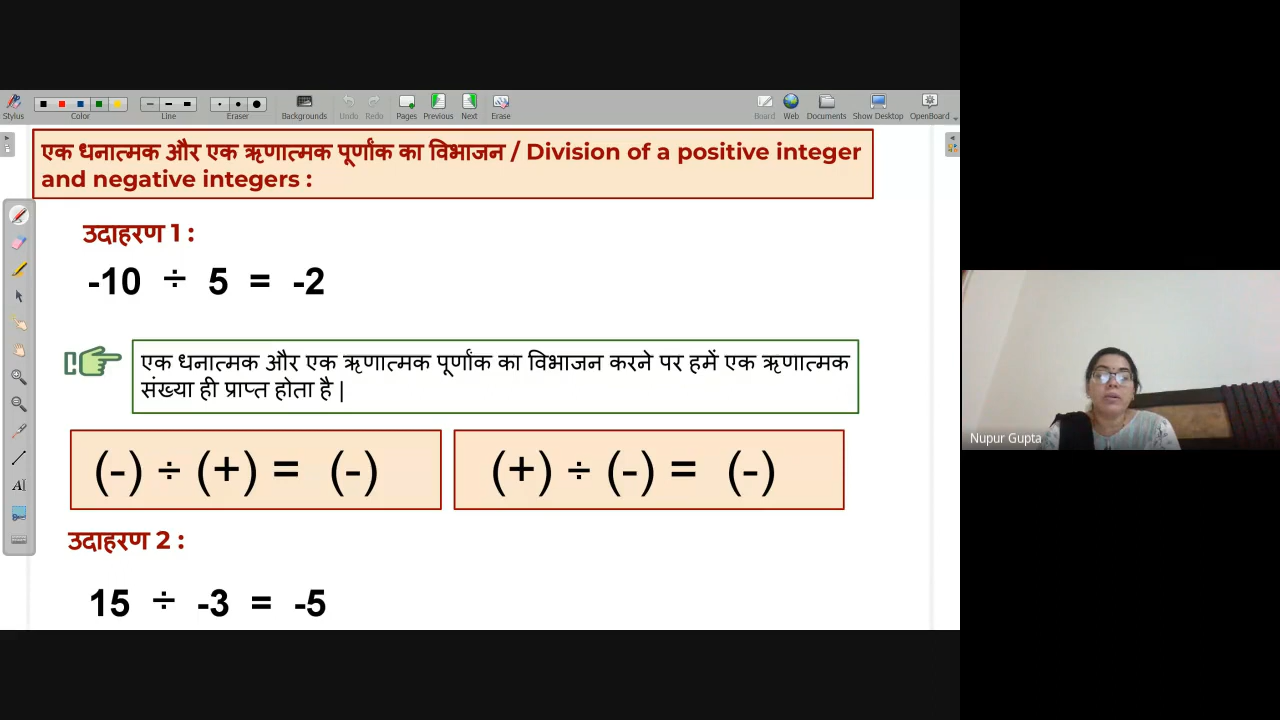 Stylus Color Line Eraser Backgrounds Undo Redo Pages Previous Next Erase Board Web Documents Show Desktop OpenBoard
एक धनात्मक और एक ऋणात्मक पूर्णांक का विभाजन / Division of a positive integer
and negative integers :
उदाहरण 1 :
-10 ÷ 5 = -2
एक धनात्मक और एक ऋणात्मक पूर्णांक का विभाजन करने पर हमें एक ऋणात्मक
संख्या ही प्राप्त होता है |
(-) ÷ (+) = (-)
(+) ÷ (-) = (-)
उदाहरण 2 :
15 ÷ -3 = -5
Nupur Gupta